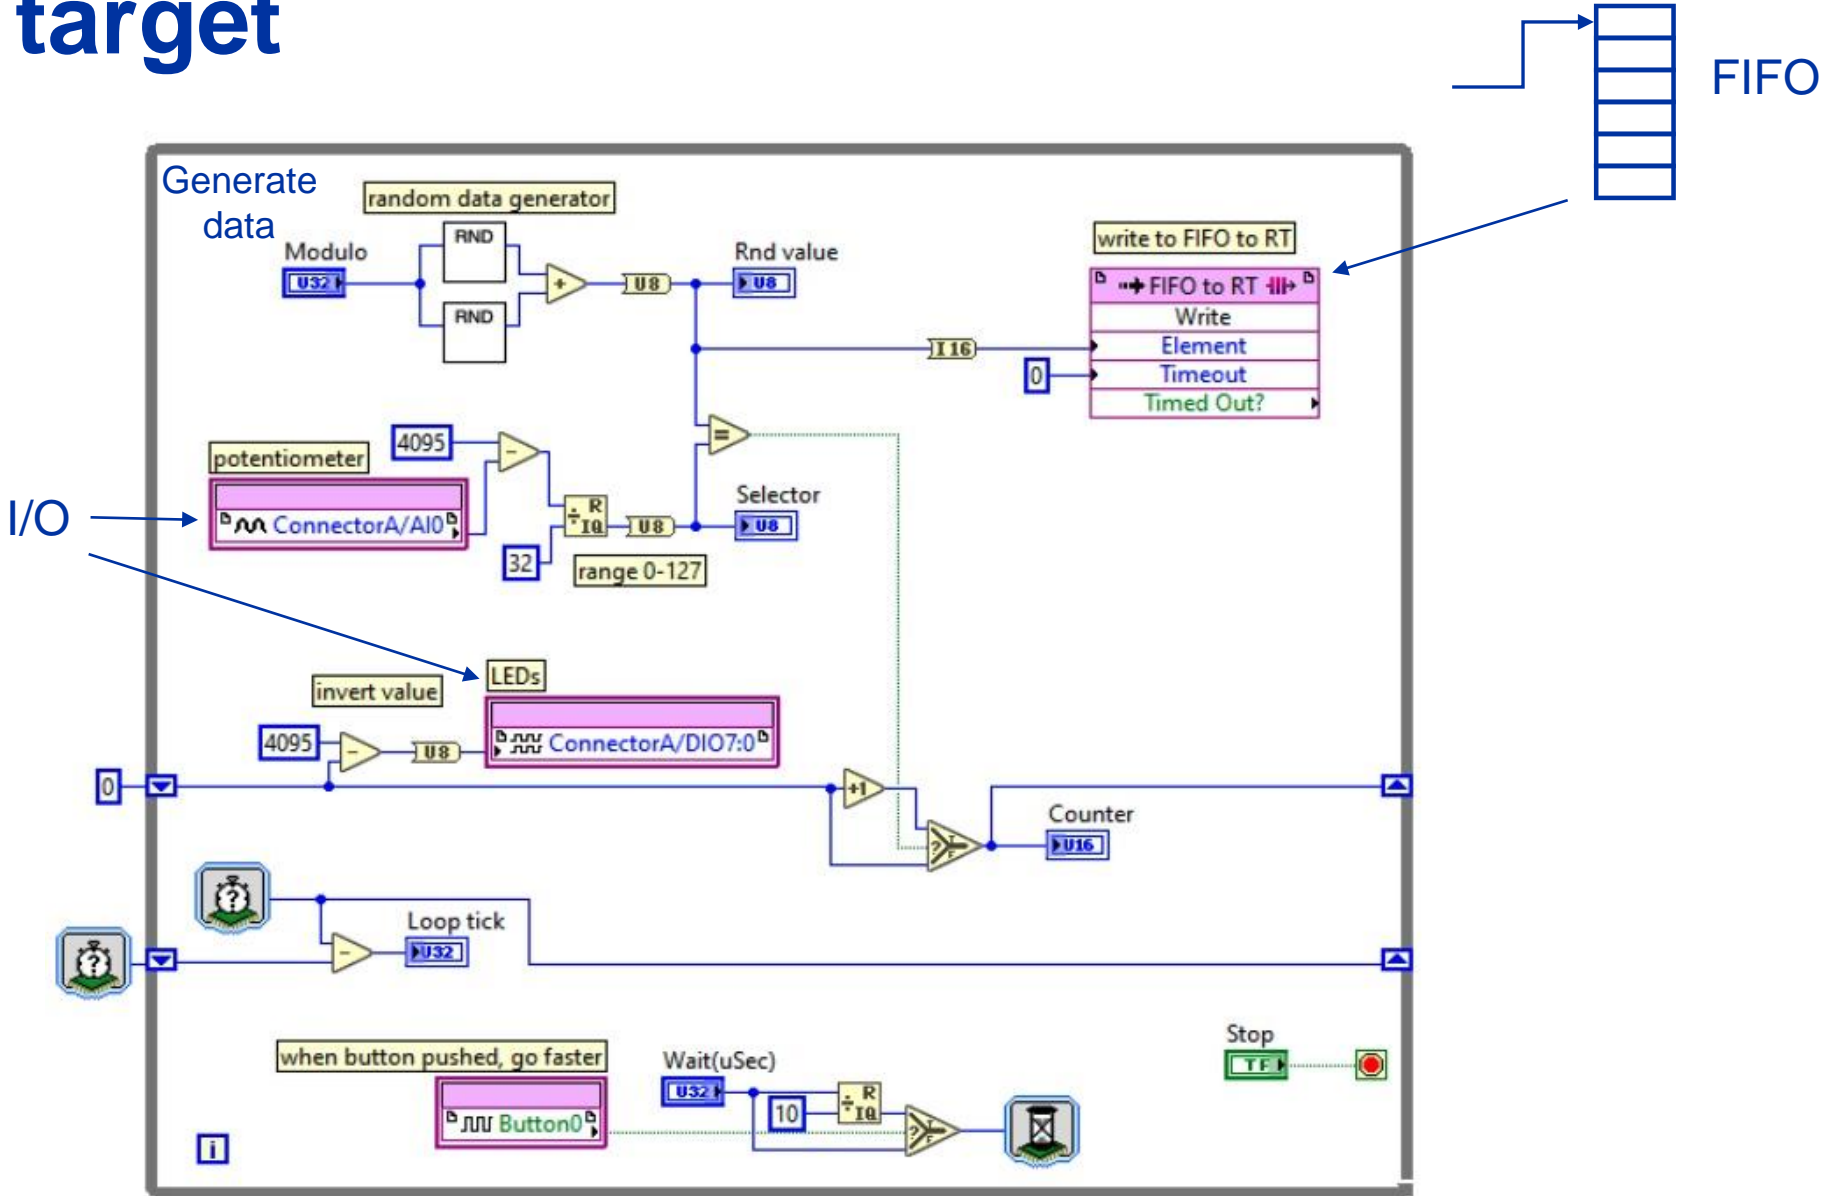 target
FIFO
Generate
data
random data generator
Modulo
U32
RND
RND
+
U8
Rnd value
U8
write to FIFO to RT
FIFO to RT
Write
Element
Timeout
Timed Out?
I16
0
=
potentiometer
4095
-
I/O
ConnectorA/AI0
R
IQ
32
U8
Selector
U8
range 0-127
LEDs
invert value
4095
-
U8
ConnectorA/DIO7:0
0
+1
?
T
F
Counter
U16
?
?
-
Loop tick
U32
Stop
TF
when button pushed, go faster
Button0
Wait(uSec)
U32
10
R
IQ
?
T
F
i